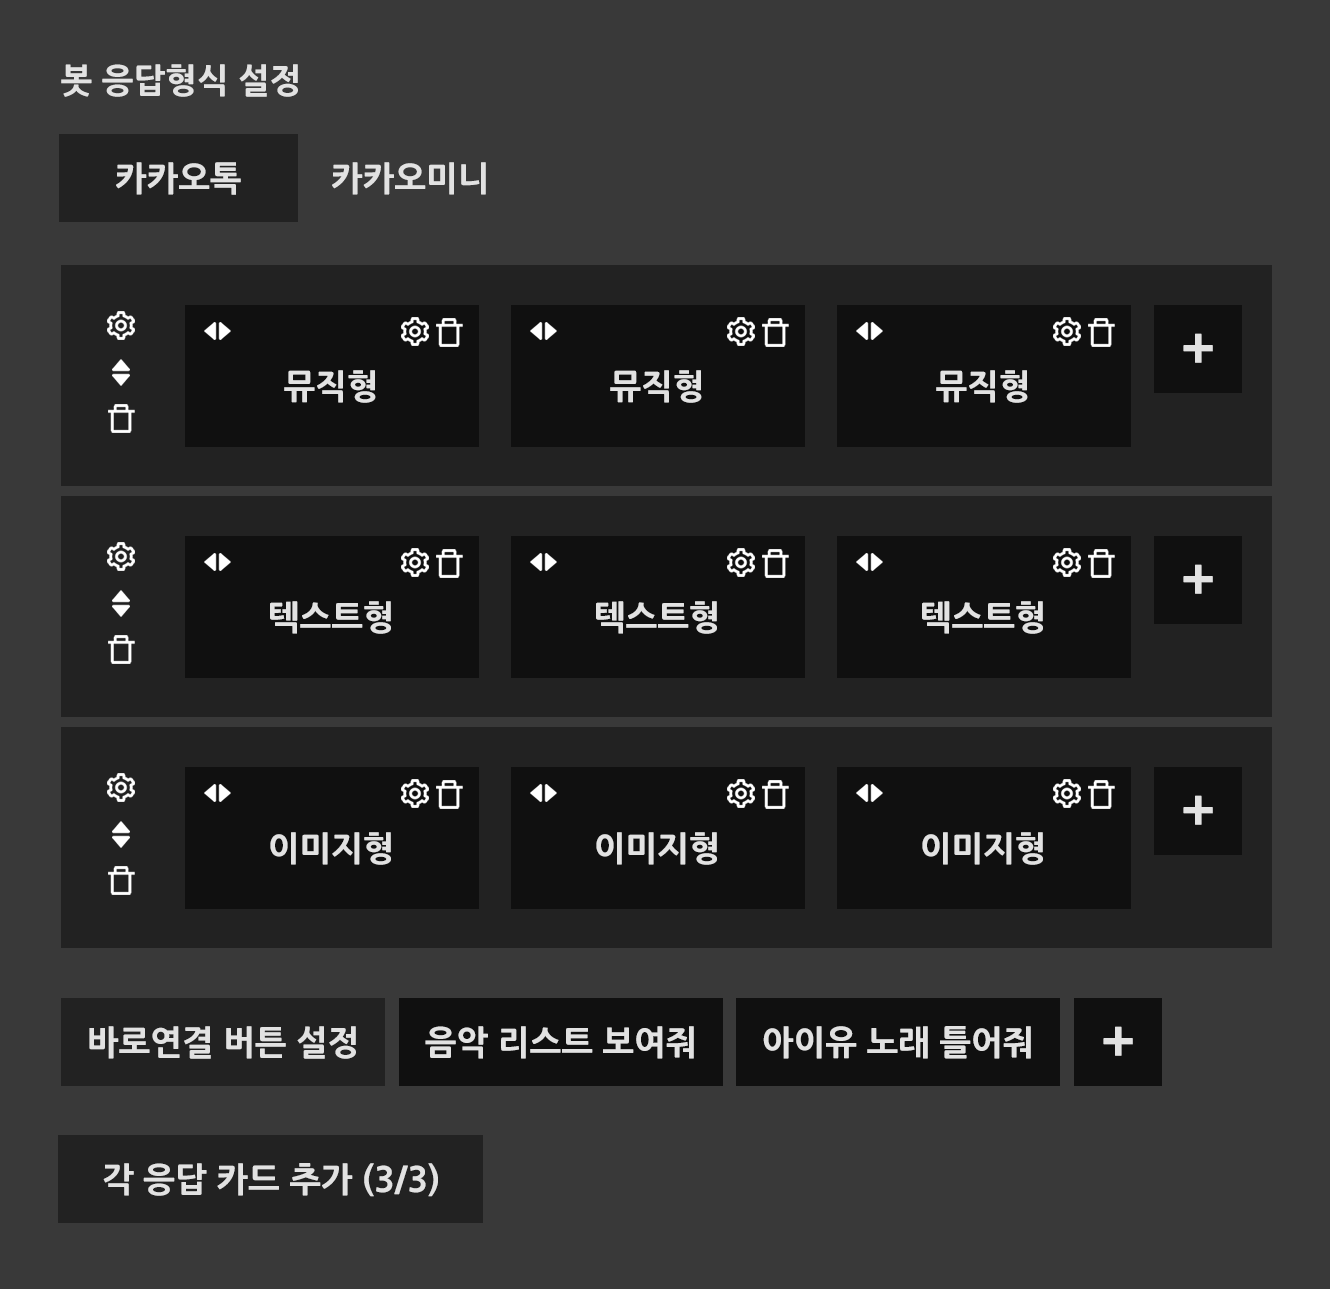 봇 응답형식 설정
카카오톡 카카오미니
뮤직형 뮤직형 뮤직형 +
텍스트형 텍스트형 텍스트형 +
이미지형 이미지형 이미지형 +
바로연결 버튼 설정 음악 리스트 보여줘 아이유 노래 틀어줘 +
각 응답 카드 추가 (3/3)